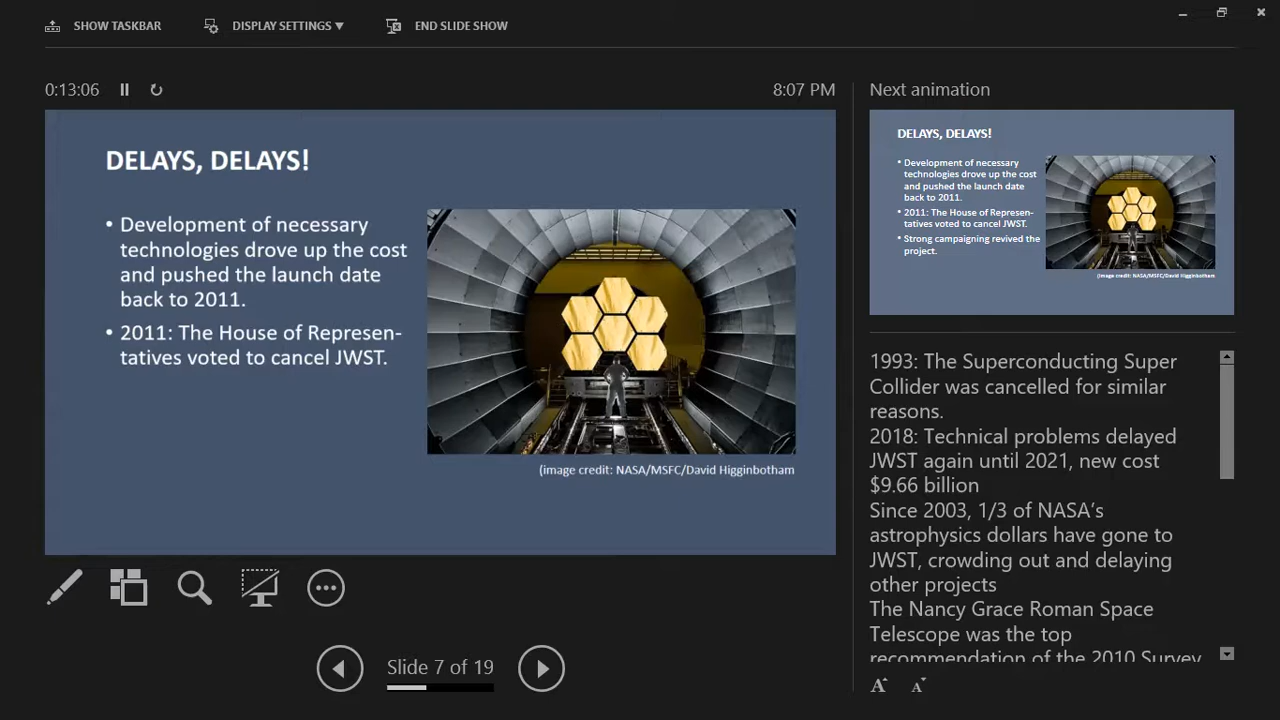 SHOW TASKBAR
DISPLAY SETTINGS ▼
END SLIDE SHOW
0:13:06
8:07 PM
DELAYS, DELAYS!
• Development of necessary
technologies drove up the cost
and pushed the launch date
back to 2011.
• 2011: The House of Represen-
tatives voted to cancel JWST.
(image credit: NASA/MSFC/David Higginbotham
Slide 7 of 19
Next animation
DELAYS, DELAYS!
• Development of necessary
technologies drove up the cost
and pushed the launch date
back to 2011.
• 2011: The House of Represen-
tatives voted to cancel JWST.
• Strong campaigning revived the
project.
(image credit: NASA/MSFC/David Higginbotham
1993: The Superconducting Super
Collider was cancelled for similar
reasons.
2018: Technical problems delayed
JWST again until 2021, new cost
$9.66 billion
Since 2003, 1/3 of NASA's
astrophysics dollars have gone to
JWST, crowding out and delaying
other projects
The Nancy Grace Roman Space
Telescope was the top
recommendation of the 2010 Survey
A A